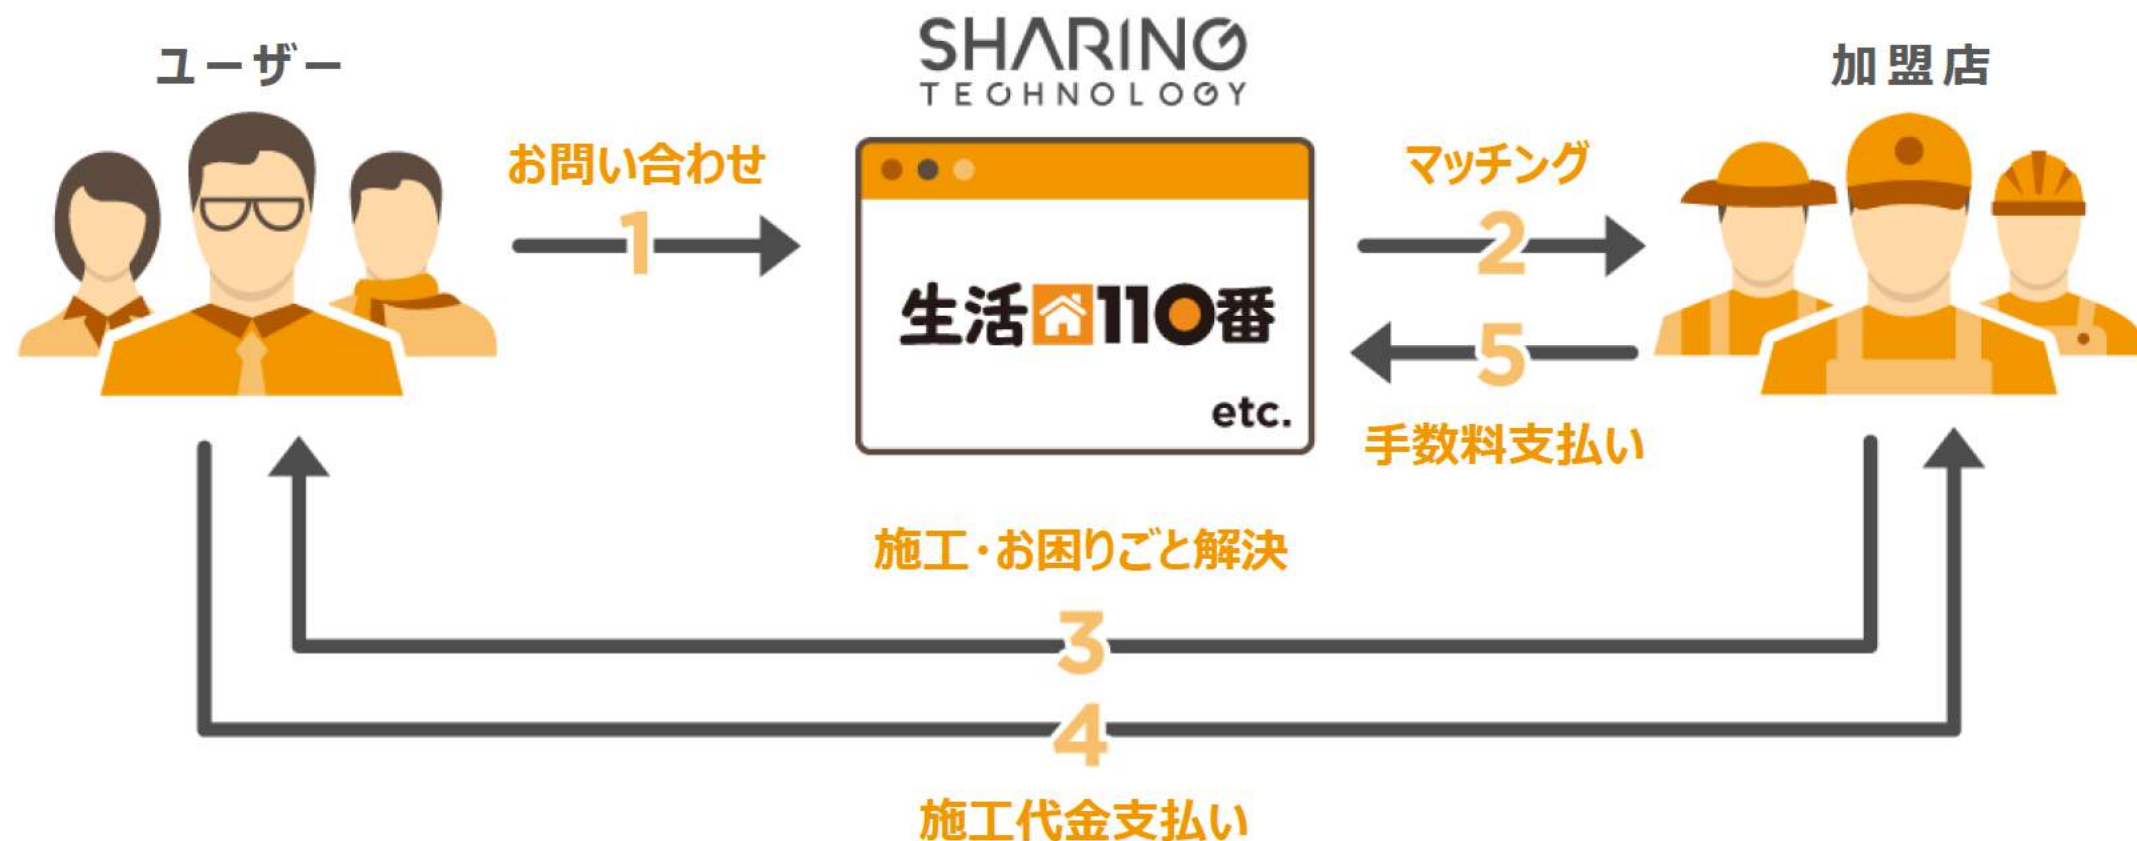 SHARING
TECHNOLOGY
ユーザー
加盟店
お問い合わせ
1
マッチング
2
生活110番
etc.
5
手数料支払い
施工・お困りごと解決
3
4
施工代金支払い